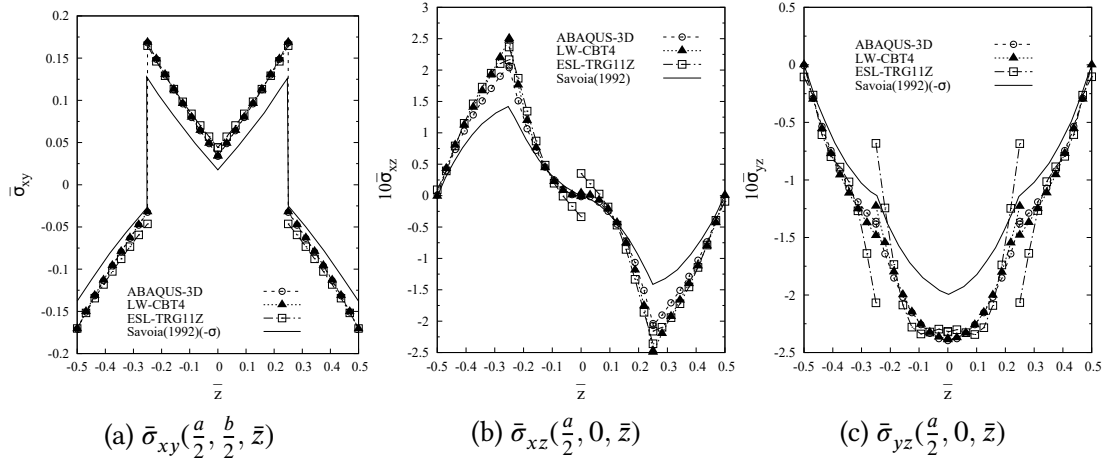 0.2
0.15
0.1
0.05
0
-0.05
-0.1
-0.15
-0.2
σ̄xy
ABAQUS-3D
LW-CBT4
ESL-TRG11Z
Savoia(1992)(-σ)
-0.5 -0.4 -0.3 -0.2 -0.1 0 0.1 0.2 0.3 0.4 0.5
z̄
(a) σ̄xy(a/2, b/2, z̄)
3
2.5
2
1.5
1
0.5
0
-0.5
-1
-1.5
-2
-2.5
10σ̄xz
ABAQUS-3D
LW-CBT4
ESL-TRG11Z
Savoia(1992)
-0.5 -0.4 -0.3 -0.2 -0.1 0 0.1 0.2 0.3 0.4 0.5
z̄
(b) σ̄xz(a/2, 0, z̄)
0.5
0
-0.5
-1
-1.5
-2
-2.5
10σ̄yz
ABAQUS-3D
LW-CBT4
ESL-TRG11Z
Savoia(1992)(-σ)
-0.5 -0.4 -0.3 -0.2 -0.1 0 0.1 0.2 0.3 0.4 0.5
z̄
(c) σ̄yz(a/2, 0, z̄)